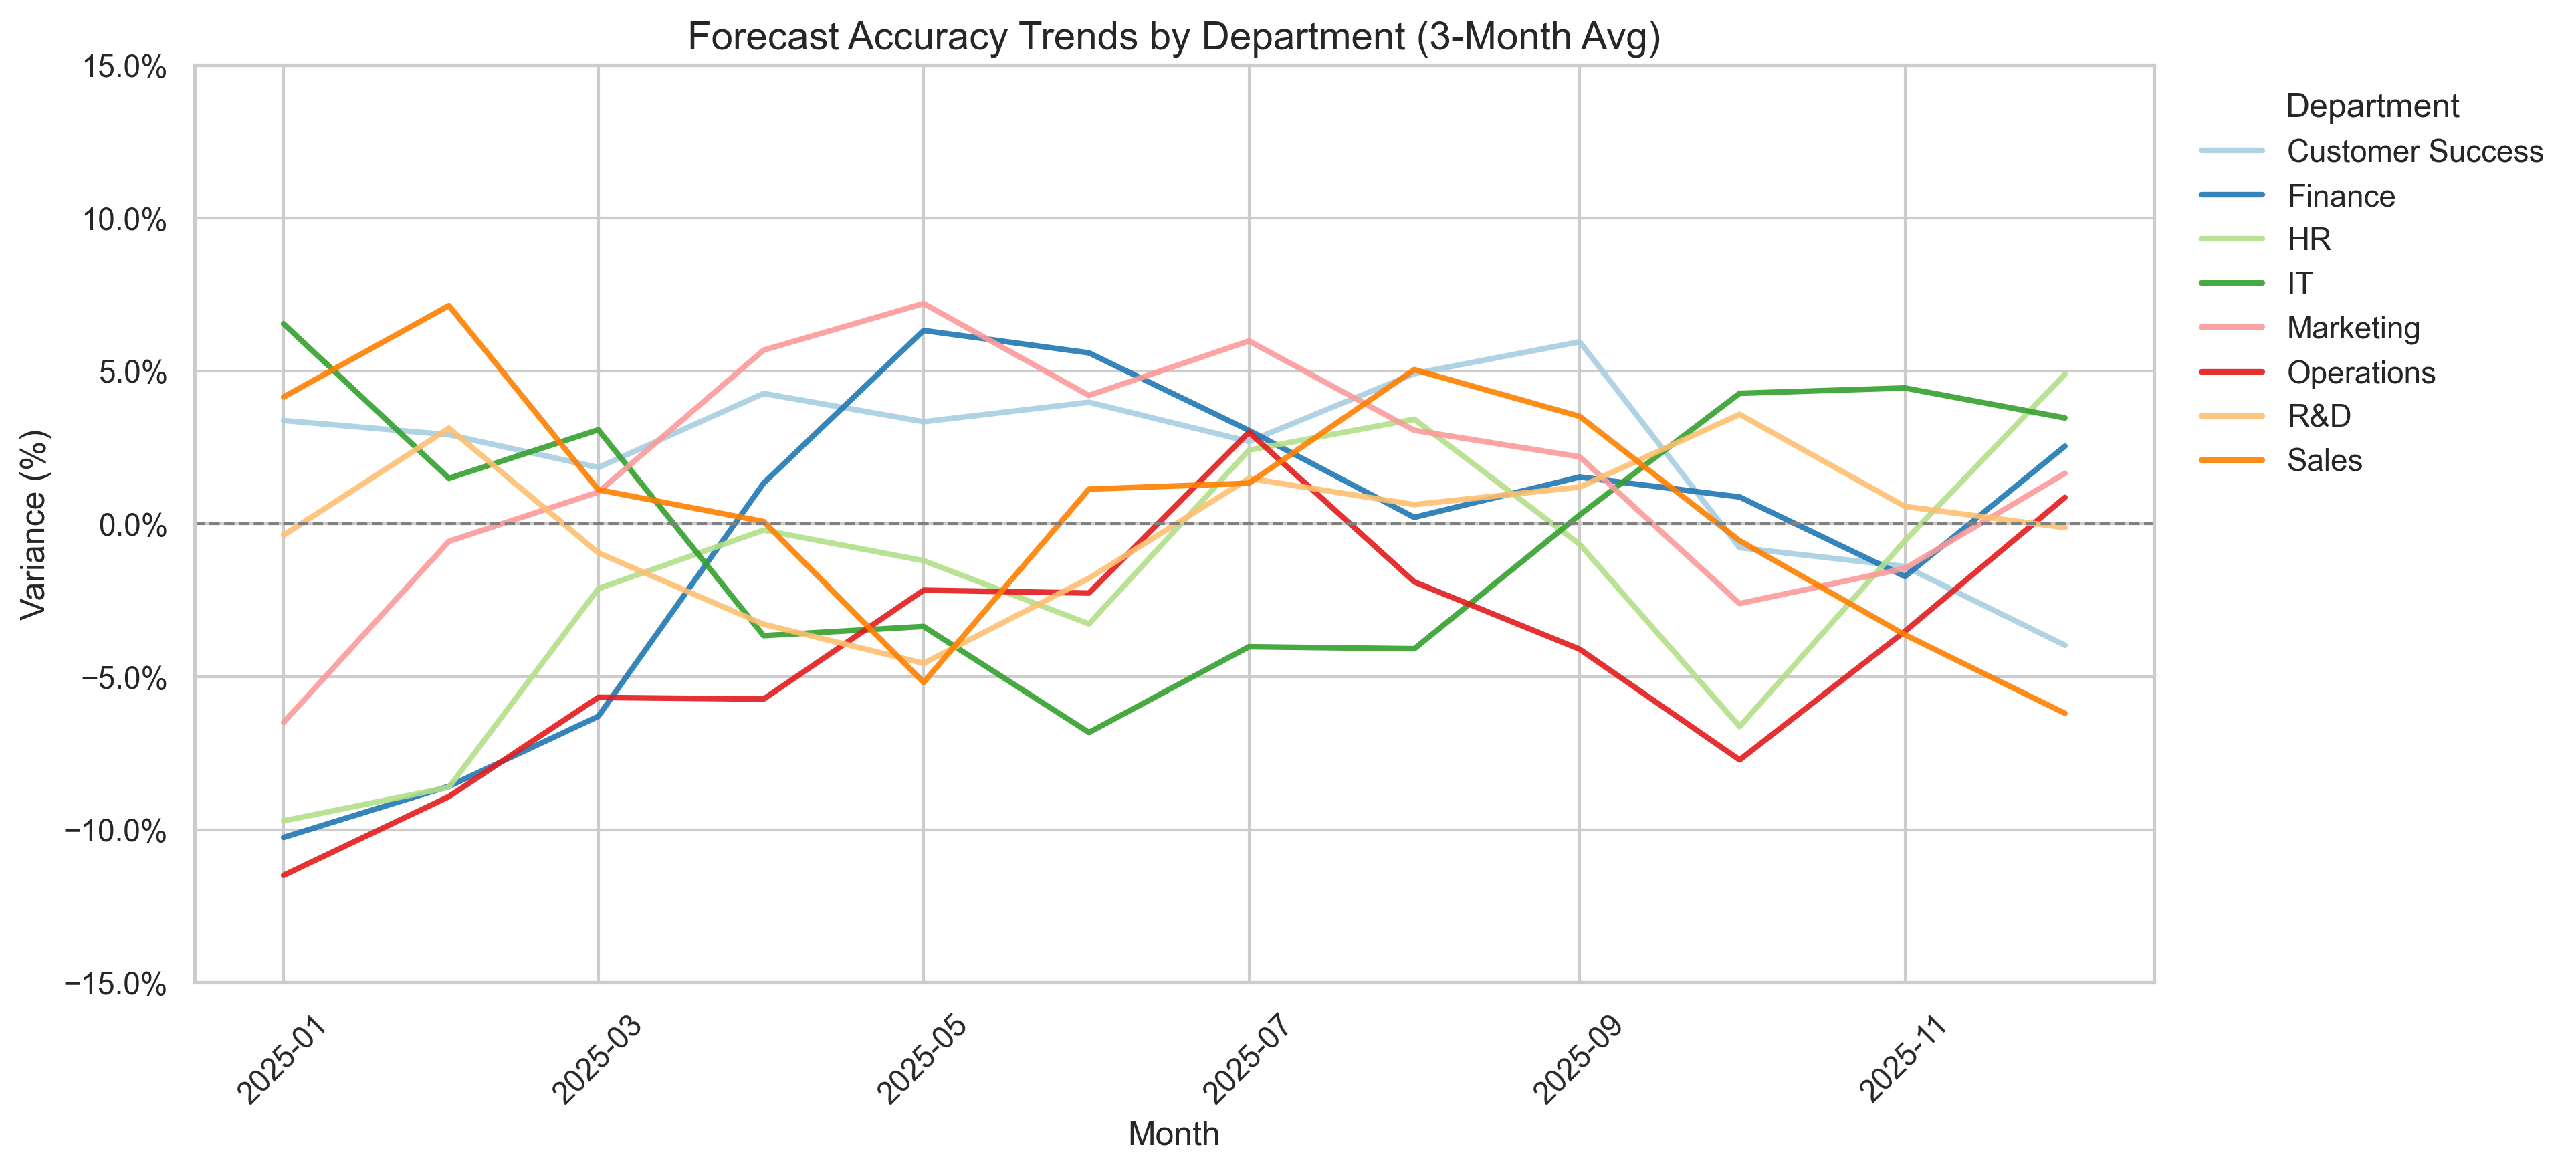 Forecast Accuracy Trends by Department (3-Month Avg)
15.0%
10.0%
5.0%
0.0%
−5.0%
−10.0%
−15.0%
Variance (%)
2025-01
2025-03
2025-05
2025-07
2025-09
2025-11
Month
Department
Customer Success
Finance
HR
IT
Marketing
Operations
R&D
Sales